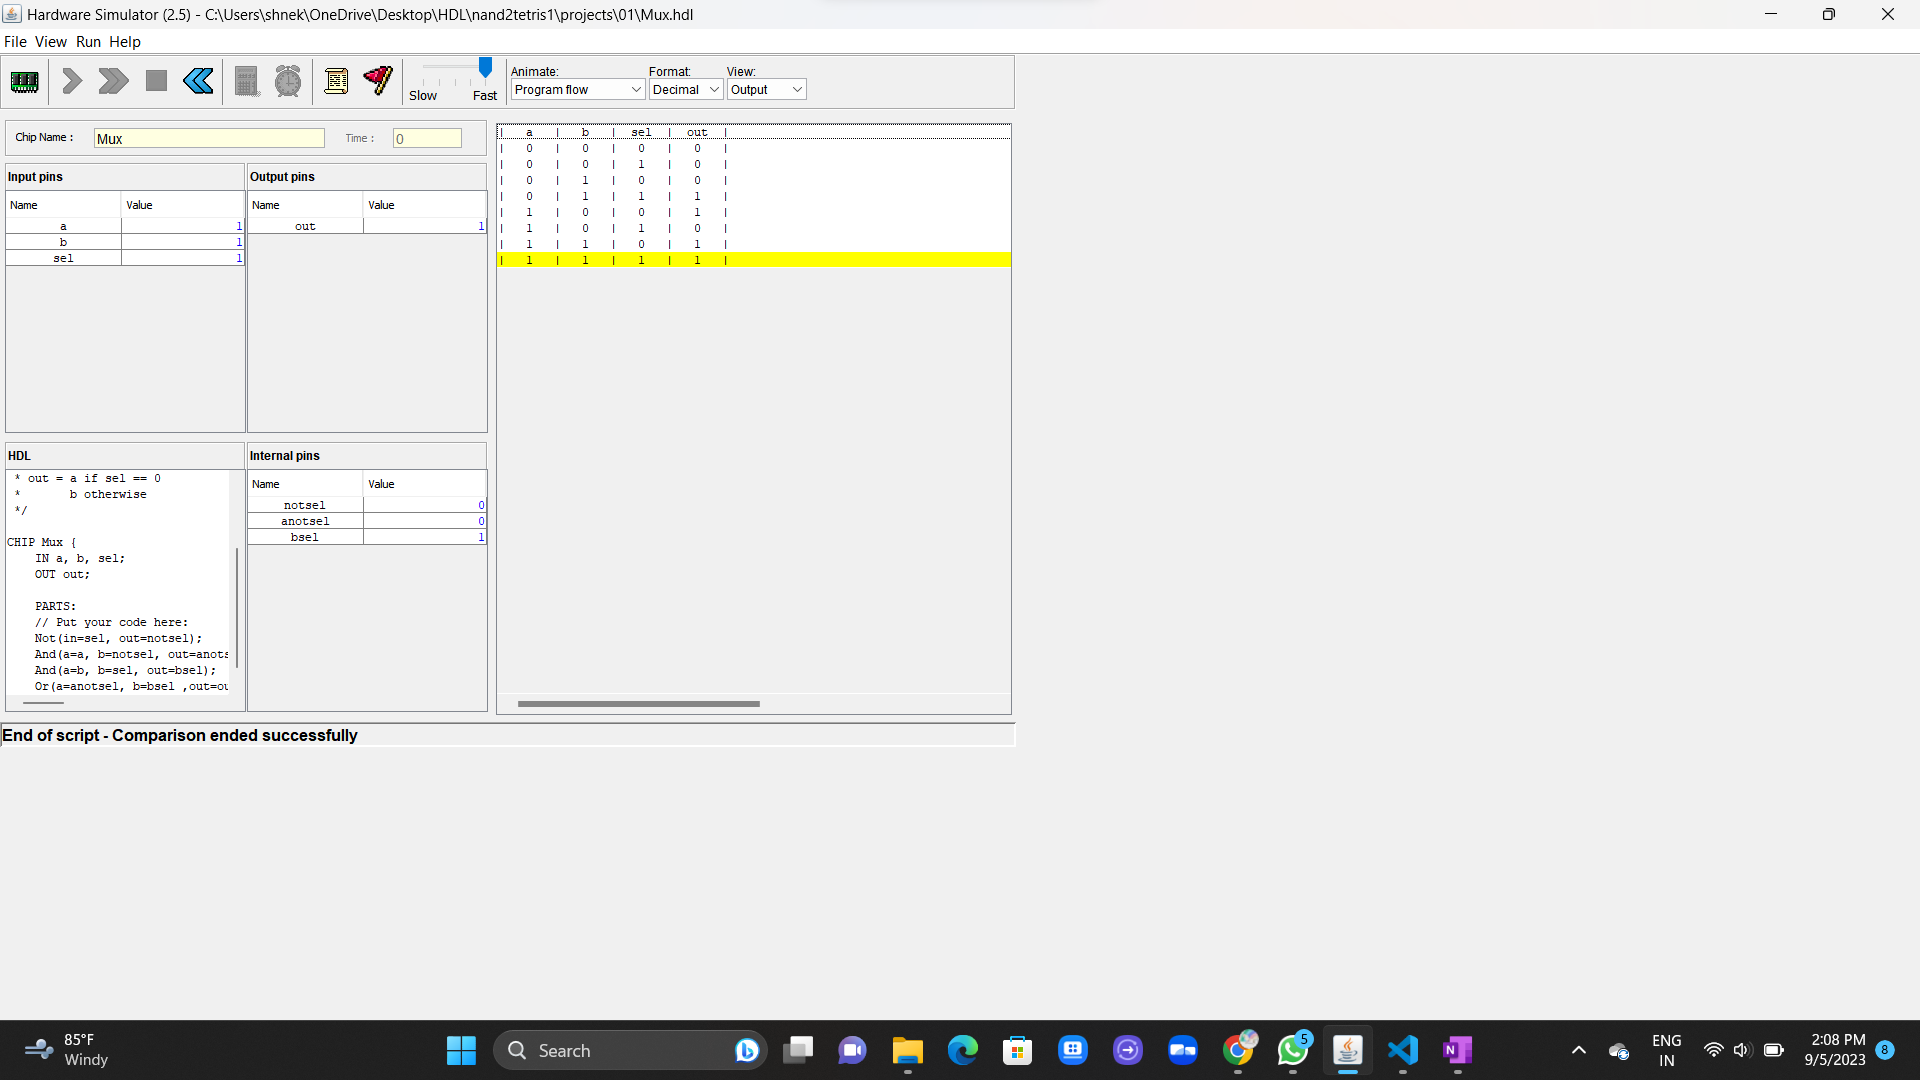 Hardware Simulator (2.5) - C:\Users\shnek\OneDrive\Desktop\HDL\nand2tetris1\projects\01\Mux.hdl
File View Run Help
Slow Fast
Animate: Format: View:
Program flow Decimal Output
Chip Name : Mux Time : 0
Input pins
Name Value
a 1
b 1
sel 1
Output pins
Name Value
out 1
| a | b | sel | out |
| 0 | 0 | 0 | 0 |
| 0 | 0 | 1 | 0 |
| 0 | 1 | 0 | 0 |
| 0 | 1 | 1 | 1 |
| 1 | 0 | 0 | 1 |
| 1 | 0 | 1 | 0 |
| 1 | 1 | 0 | 1 |
| 1 | 1 | 1 | 1 |
HDL
* out = a if sel == 0
* b otherwise
*/
CHIP Mux {
IN a, b, sel;
OUT out;
PARTS:
// Put your code here:
Not(in=sel, out=notsel);
And(a=a, b=notsel, out=anots
And(a=b, b=sel, out=bsel);
Or(a=anotsel, b=bsel ,out=ou
Internal pins
Name Value
notsel 0
anotsel 0
bsel 1
End of script - Comparison ended successfully
85°F
Windy
Search
5
ENG
IN
2:08 PM
9/5/2023
8